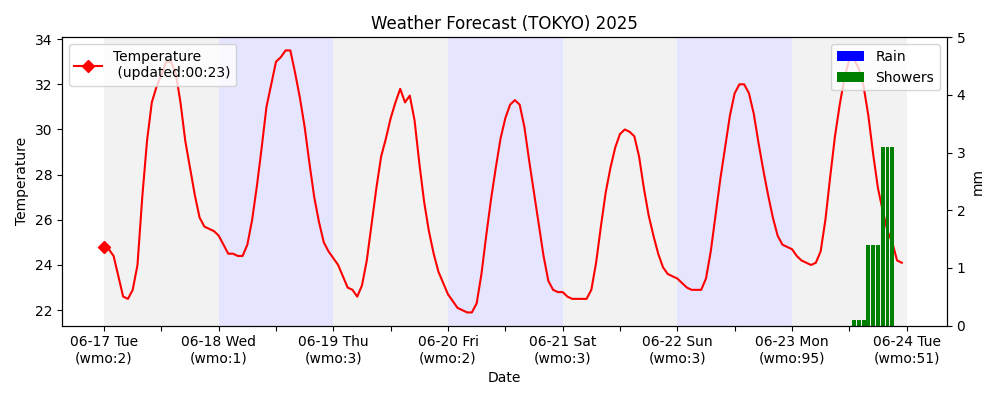 Weather Forecast (TOKYO) 2025
Temperature
(updated:00:23)
Rain
Showers
34
32
30
28
26
24
22
Temperature
5
4
3
2
1
0
mm
06-17 Tue
(wmo:2)
06-18 Wed
(wmo:1)
06-19 Thu
(wmo:3)
06-20 Fri
(wmo:2)
06-21 Sat
(wmo:3)
06-22 Sun
(wmo:3)
06-23 Mon
(wmo:95)
06-24 Tue
(wmo:51)
Date